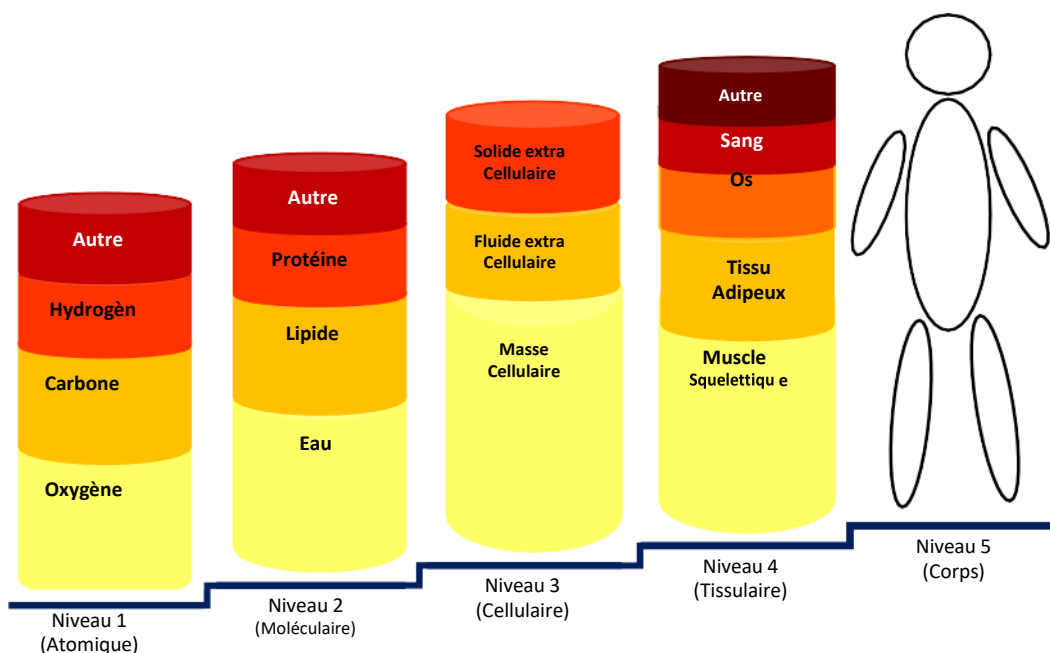 Autre
Hydrogèn
Carbone
Oxygène
Niveau 1
(Atomique)
Autre
Protéine
Lipide
Eau
Niveau 2
(Moléculaire)
Solide extra
Cellulaire
Fluide extra
Cellulaire
Masse
Cellulaire
Niveau 3
(Cellulaire)
Autre
Sang
Os
Tissu
Adipeux
Muscle
Squelettiqu e
Niveau 4
(Tissulaire)
Niveau 5
(Corps)